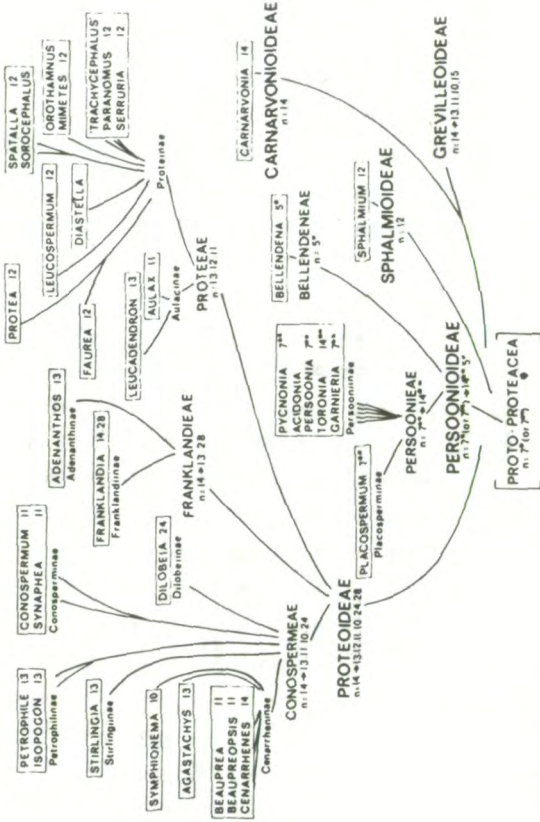 PETROPHILE 13
ISOPOGON 13
Petrophilinae
CONOSPERMUM 11
SYNAPHEA 11
Conosperminae
STIRLINGIA 13
Stirlingiinae
SYMPHIONEMA 10
AGASTACHYS 13
BEAUPREA 11
BEAUPREOPSIS 11
CENARRHENES 14
Cenarrheninae
DILOBEIA 24
Dilobeiinae
CONOSPERMEAE
n:14→13.11.10.24
ADENANTHOS 13
Adenanthinae
FRANKLANDIA 14.28
Franklandiinae
FRANKLANDIEAE
n:14→13 28
PROTEA 12
FAUREA 12
LEUCOSPERMUM 12
DIASTELLA
SPATALLA 12
SOROCEPHALUS
OROTHAMNUS
MIMETES 12
TRACHYCEPHALUS
PARANOMUS 12
SERRURIA 12
Proteinae
LEUCADENDRON 13
AULAX 11
Aulacinae
PROTEEAE
n:13.12.11
PROTEOIDEAE
n:14→13.12.11.10.24.28
PLACOSPERMUM 7**
Placosperminae
PYCNONIA 7**
ACIDONIA 7**
PERSOONIA 7**
TORONIA 14**
GARNIERIA 7**
Persooniinae
PERSOONIEAE
n: 7**→14**
BELLENDENA 5*
BELLENDENEAE
n: 5*
PERSOONIOIDEAE
n: 7*(or 7**)→14** 5*
SPHALMIUM 12
SPHALMIOIDEAE
n:12
CARNARVONIA 14
CARNARVONIOIDEAE
n:14
GREVILLEOIDEAE
n:14→13.11.10.15
PROTO-PROTEACEA
n: 7*(or 7**)